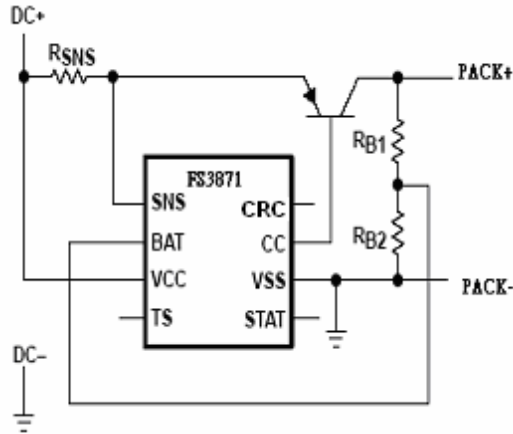 DC+
RSNS
PACK+
FS3871
RB1
SNS
CRC
BAT
CC
RB2
VCC
VSS
PACK-
TS
STAT
DC–